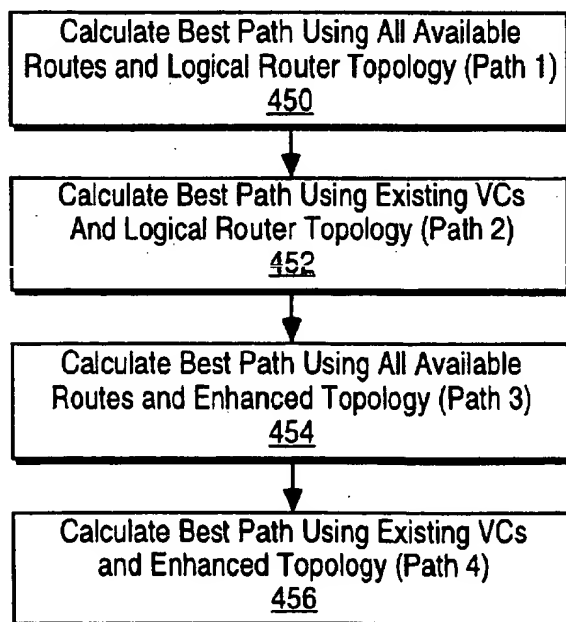 Calculate Best Path Using All Available
Routes and Logical Router Topology (Path 1)
450
Calculate Best Path Using Existing VCs
And Logical Router Topology (Path 2)
452
Calculate Best Path Using All Available
Routes and Enhanced Topology (Path 3)
454
Calculate Best Path Using Existing VCs
and Enhanced Topology (Path 4)
456